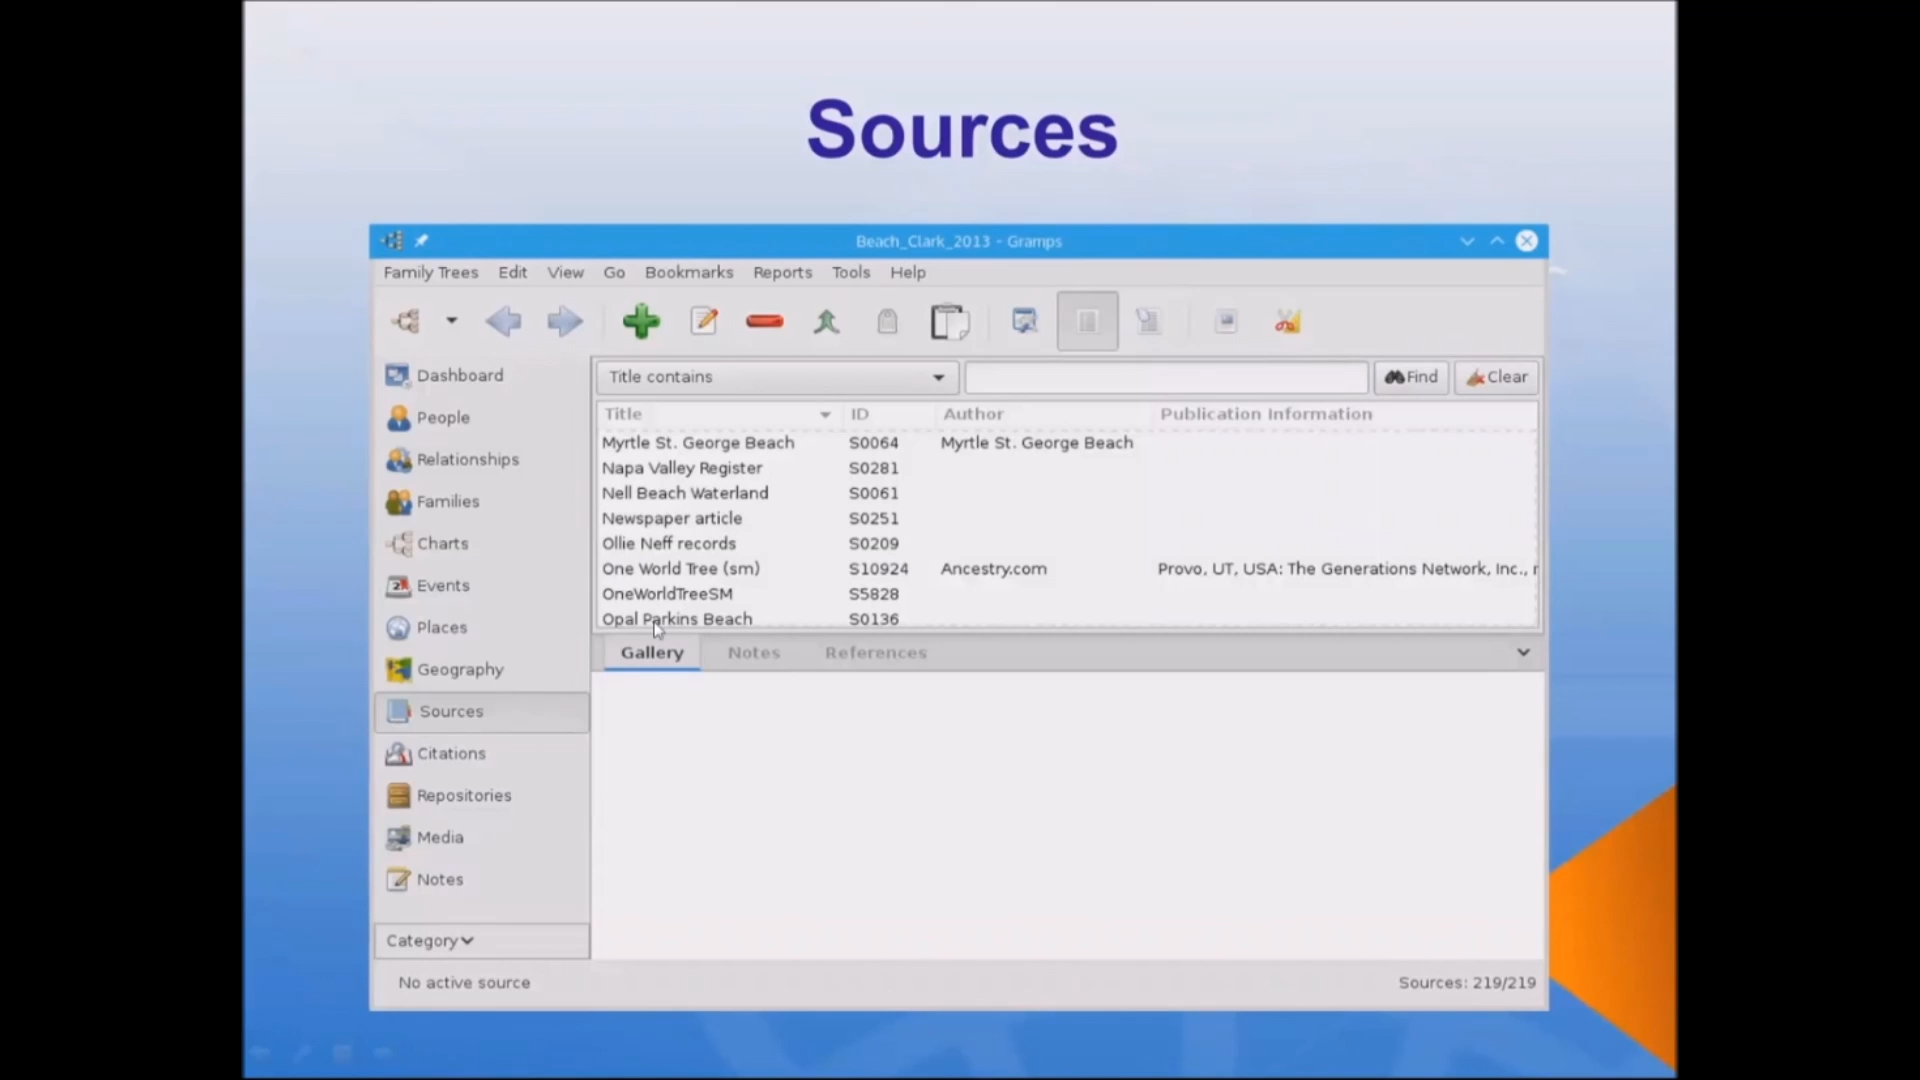 Sources
Beach_Clark_2013 - Gramps
Family Trees Edit View Go Bookmarks Reports Tools Help
Dashboard
People
Relationships
Families
Charts
Events
Places
Geography
Sources
Citations
Repositories
Media
Notes
Category
Title contains Find Clear
Title ID Author Publication Information
Myrtle St. George Beach S0064 Myrtle St. George Beach
Napa Valley Register S0281
Nell Beach Waterland S0061
Newspaper article S0251
Ollie Neff records S0209
One World Tree (sm) S10924 Ancestry.com Provo, UT, USA: The Generations Network, Inc.,
OneWorldTreeSM S5828
Opal Parkins Beach S0136
Gallery Notes References
No active source Sources: 219/219